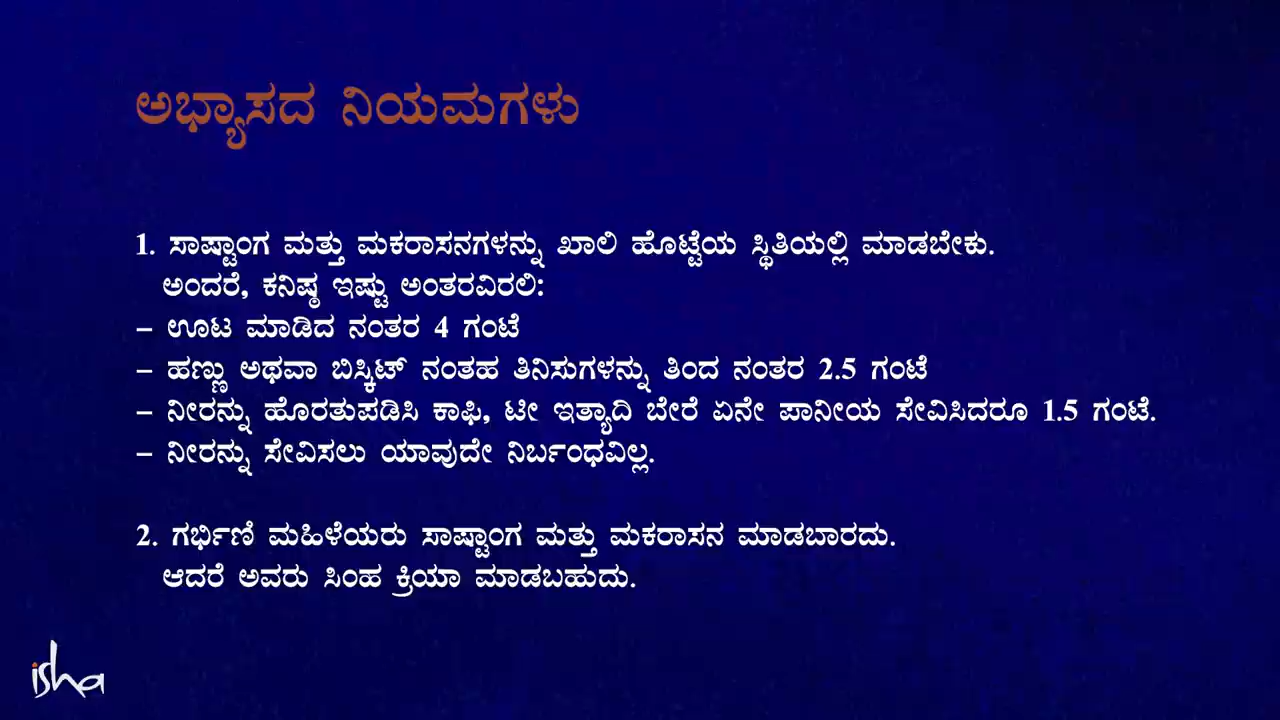 ಅಭ್ಯಾಸದ ನಿಯಮಗಳು
1. ಸಾಷ್ಟಾಂಗ ಮತ್ತು ಮಕರಾಸನಗಳನ್ನು ಖಾಲಿ ಹೊಟ್ಟೆಯ ಸ್ಥಿತಿಯಲ್ಲಿ ಮಾಡಬೇಕು.
ಅಂದರೆ, ಕನಿಷ್ಠ ಇಷ್ಟು ಅಂತರವಿರಲಿ:
– ಊಟ ಮಾಡಿದ ನಂತರ 4 ಗಂಟೆ
– ಹಣ್ಣು ಅಥವಾ ಬಿಸ್ಕಿಟ್ ನಂತಹ ತಿನಿಸುಗಳನ್ನು ತಿಂದ ನಂತರ 2.5 ಗಂಟೆ
– ನೀರನ್ನು ಹೊರತುಪಡಿಸಿ ಕಾಫಿ, ಟೀ ಇತ್ಯಾದಿ ಬೇರೆ ಏನೇ ಪಾನೀಯ ಸೇವಿಸಿದರೂ 1.5 ಗಂಟೆ.
– ನೀರನ್ನು ಸೇವಿಸಲು ಯಾವುದೇ ನಿರ್ಬಂಧವಿಲ್ಲ.
2. ಗರ್ಭಿಣಿ ಮಹಿಳೆಯರು ಸಾಷ್ಟಾಂಗ ಮತ್ತು ಮಕರಾಸನ ಮಾಡಬಾರದು.
ಆದರೆ ಅವರು ಸಿಂಹ ಕ್ರಿಯಾ ಮಾಡಬಹುದು.
isha